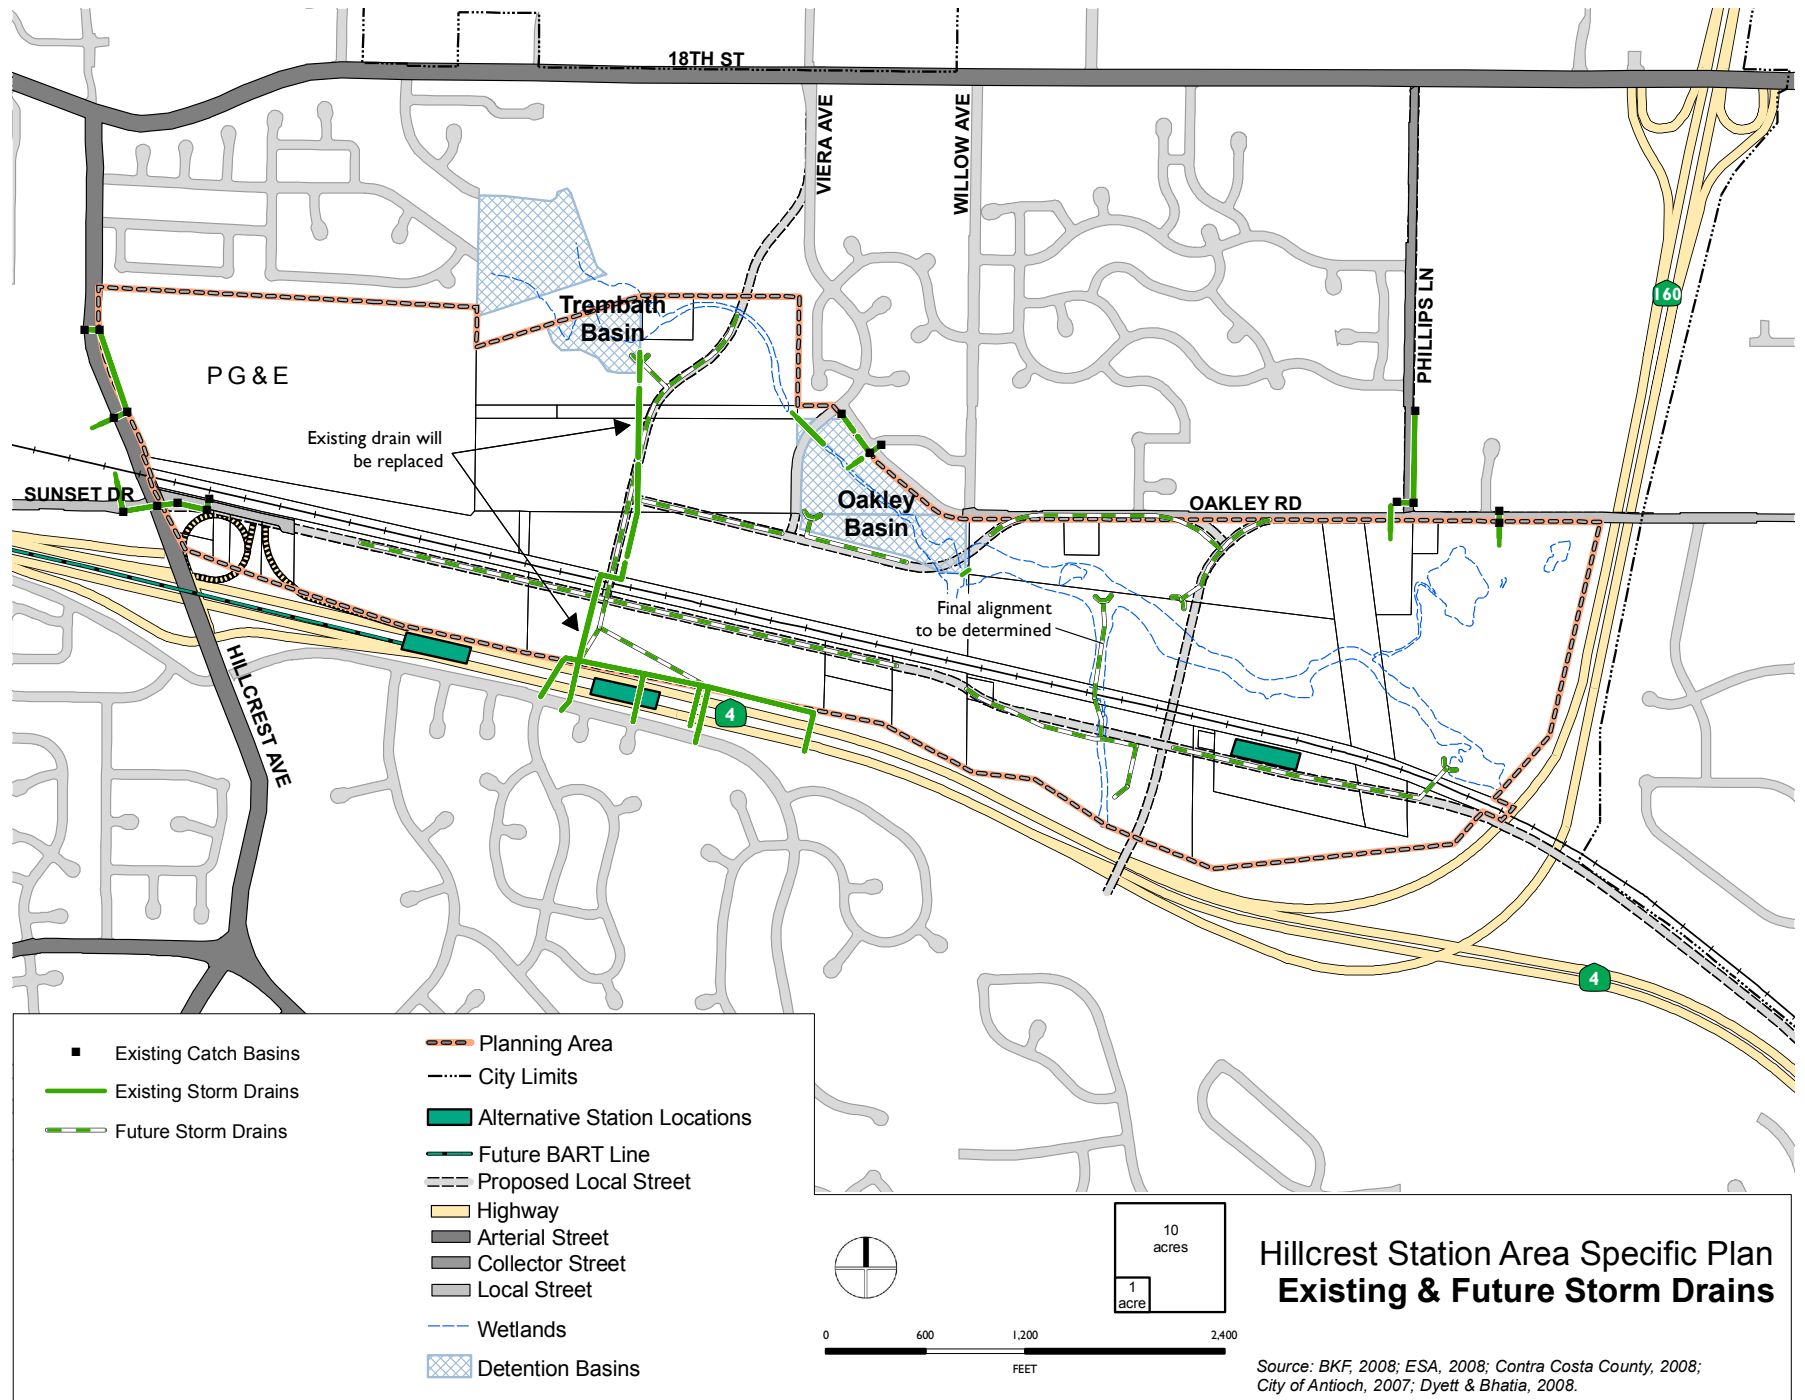 18TH ST
VIERA AVE
WILLOW AVE
PHILLIPS LN
160
Trembath
Basin
PG&E
Existing drain will
be replaced
SUNSET DR
Oakley
Basin
OAKLEY RD
Final alignment
to be determined
HILLCREST AVE
4
4
Existing Catch Basins
Existing Storm Drains
Future Storm Drains
Planning Area
City Limits
Alternative Station Locations
Future BART Line
Proposed Local Street
Highway
Arterial Street
Collector Street
Local Street
Wetlands
Detention Basins
10
acres
1
acre
0 600 1,200 2,400
FEET
Hillcrest Station Area Specific Plan
Existing & Future Storm Drains
Source: BKF, 2008; ESA, 2008; Contra Costa County, 2008;
City of Antioch, 2007; Dyett & Bhatia, 2008.